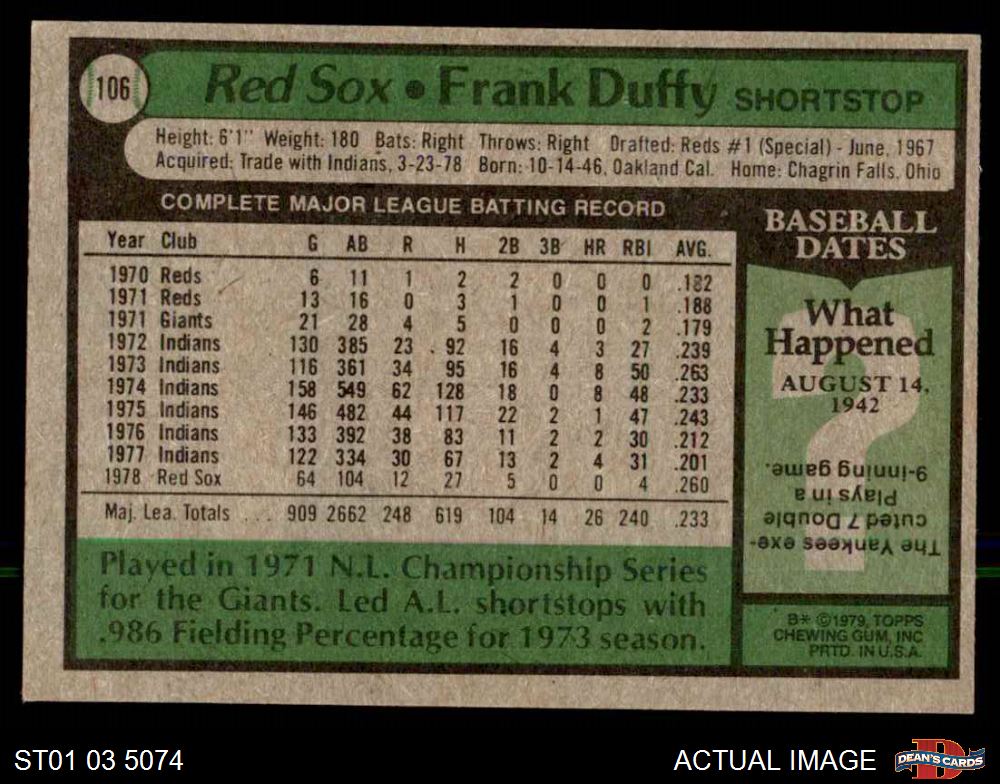 106
Red Sox • Frank Duffy SHORTSTOP
Height: 6'1" Weight: 180 Bats: Right Throws: Right Drafted: Reds #1 (Special) - June, 1967
Acquired: Trade with Indians, 3-23-78 Born: 10-14-46, Oakland Cal. Home: Chagrin Falls, Ohio
COMPLETE MAJOR LEAGUE BATTING RECORD
Year Club G AB R H 2B 3B HR RBI AVG.
1970 Reds 6 11 1 2 2 0 0 0 .182
1971 Reds 13 16 0 3 1 0 0 1 .188
1971 Giants 21 28 4 5 0 0 0 2 .179
1972 Indians 130 385 23 92 16 4 3 27 .239
1973 Indians 116 361 34 95 16 4 8 50 .263
1974 Indians 158 549 62 128 18 0 8 48 .233
1975 Indians 146 482 44 117 22 2 1 47 .243
1976 Indians 133 392 38 83 11 2 2 30 .212
1977 Indians 122 334 30 67 13 2 4 31 .201
1978 Red Sox 64 104 12 27 5 0 0 4 .260
Maj. Lea. Totals ... 909 2662 248 619 104 14 26 240 .233
Played in 1971 N.L. Championship Series
for the Giants. Led A.L. shortstops with
.986 Fielding Percentage for 1973 season.
BASEBALL
DATES
What
Happened
AUGUST 14,
1942
?
The Yankees exe-
cuted 7 Double
Plays in a
9-inning game.
B* ©1979, TOPPS
CHEWING GUM, INC
PRTD. IN U.S.A.
ST01 03 5074
ACTUAL IMAGE
D
DEAN'S CARDS